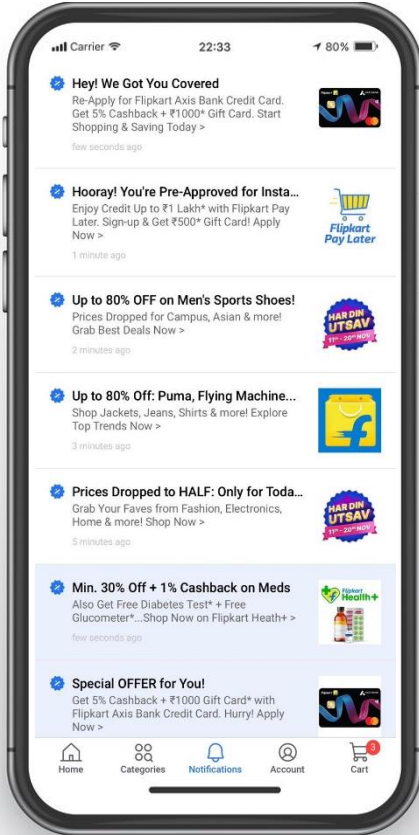 Carrier 22:33 80%
Hey! We Got You Covered
Re-Apply for Flipkart Axis Bank Credit Card.
Get 5% Cashback + ₹1000* Gift Card. Start
Shopping & Saving Today >
few seconds ago
Hooray! You're Pre-Approved for Insta...
Enjoy Credit Up to ₹1 Lakh* with Flipkart Pay
Later. Sign-up & Get ₹500* Gift Card! Apply
Now >
1 minute ago
Flipkart
Pay Later
Up to 80% OFF on Men's Sports Shoes!
Prices Dropped for Campus, Asian & more!
Grab Best Deals Now >
2 minutes ago
HAR DIN
UTSAV
11th - 20th NOV
Up to 80% Off: Puma, Flying Machine...
Shop Jackets, Jeans, Shirts & more! Explore
Top Trends Now >
3 minutes ago
Prices Dropped to HALF: Only for Toda...
Grab Your Faves from Fashion, Electronics,
Home & more! Shop Now >
5 minutes ago
HAR DIN
UTSAV
11th - 20th NOV
Min. 30% Off + 1% Cashback on Meds
Also Get Free Diabetes Test* + Free
Glucometer*...Shop Now on Flipkart Heath+ >
few seconds ago
Flipkart
Health+
Special OFFER for You!
Get 5% Cashback + ₹1000 Gift Card* with
Flipkart Axis Bank Credit Card. Hurry! Apply
Now >
3
Home Categories Notifications Account Cart